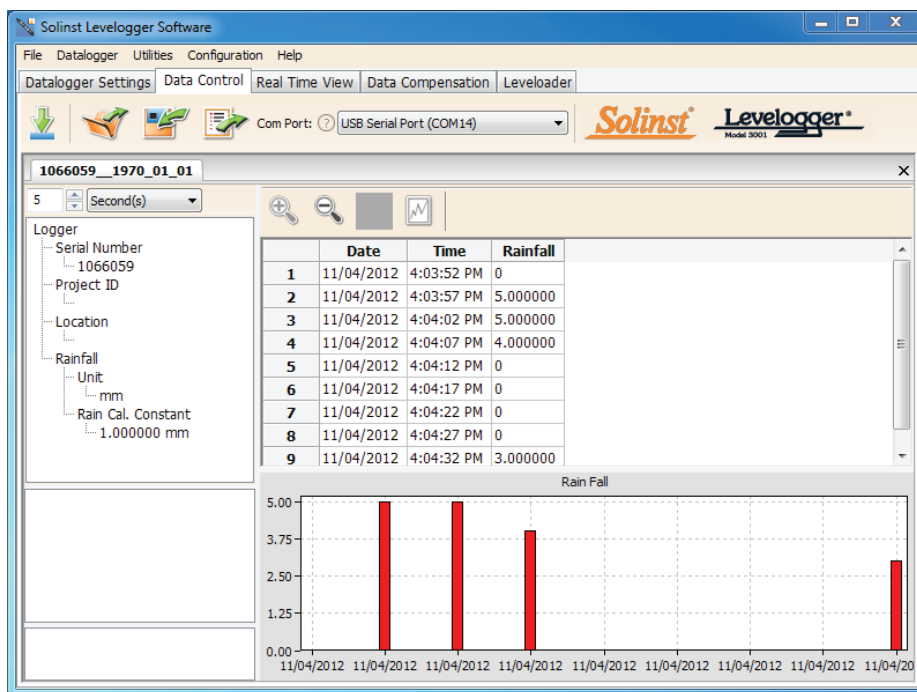 Solinst Levelogger Software
File Datalogger Utilities Configuration Help
Datalogger Settings Data Control Real Time View Data Compensation Leveloader
Com Port: ? USB Serial Port (COM14) Solinst® Levelogger®
Model 3001
1066059__1970_01_01 x
5 Second(s)
Logger
Serial Number
1066059
Project ID
Location
Rainfall
Unit
mm
Rain Cal. Constant
1.000000 mm
Date Time Rainfall
1 11/04/2012 4:03:52 PM 0
2 11/04/2012 4:03:57 PM 5.000000
3 11/04/2012 4:04:02 PM 5.000000
4 11/04/2012 4:04:07 PM 4.000000
5 11/04/2012 4:04:12 PM 0
6 11/04/2012 4:04:17 PM 0
7 11/04/2012 4:04:22 PM 0
8 11/04/2012 4:04:27 PM 0
9 11/04/2012 4:04:32 PM 3.000000
Rain Fall
5.00
3.75
2.50
1.25
0.00
11/04/2012 11/04/2012 11/04/2012 11/04/2012 11/04/2012 11/04/2012 11/04/2012 11/04/2012 11/04/20